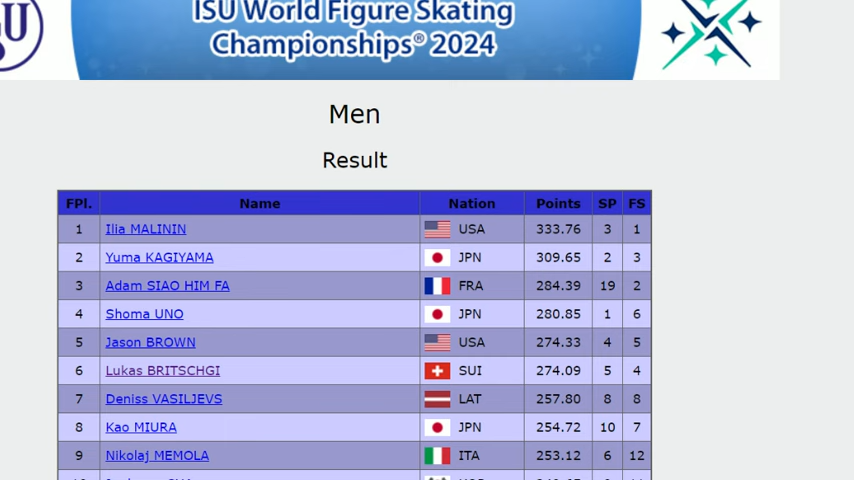 ISU World Figure Skating
Championships® 2024
Men
Result
FPl. Name Nation Points SP FS
1 Ilia MALININ USA 333.76 3 1
2 Yuma KAGIYAMA JPN 309.65 2 3
3 Adam SIAO HIM FA FRA 284.39 19 2
4 Shoma UNO JPN 280.85 1 6
5 Jason BROWN USA 274.33 4 5
6 Lukas BRITSCHGI SUI 274.09 5 4
7 Deniss VASILJEVS LAT 257.80 8 8
8 Kao MIURA JPN 254.72 10 7
9 Nikolaj MEMOLA ITA 253.12 6 12